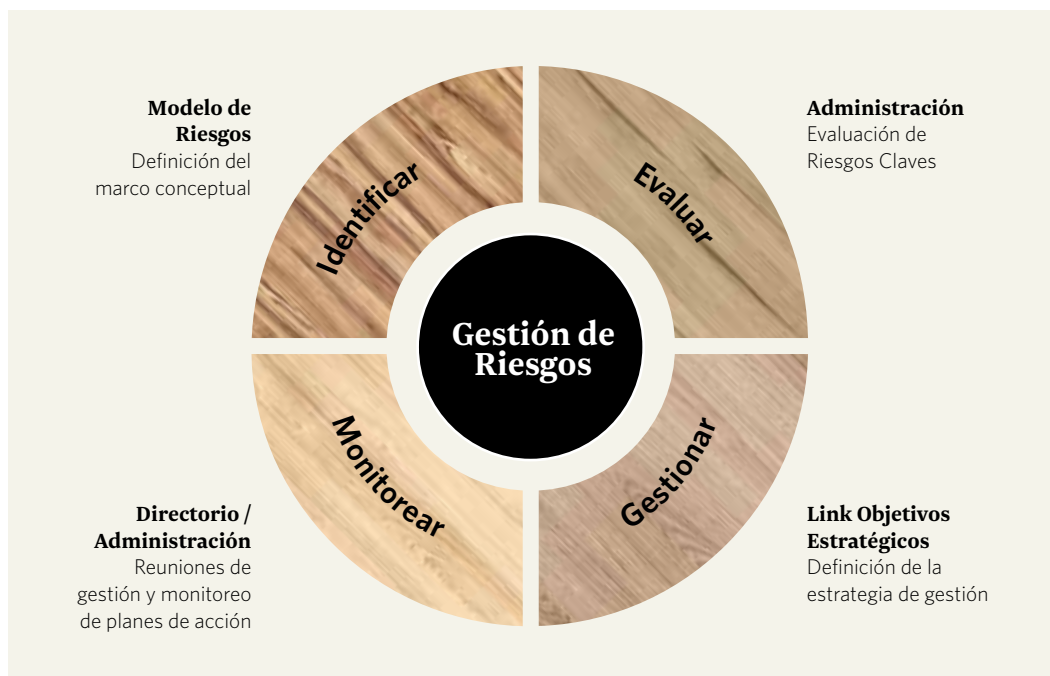 Modelo de
Riesgos
Definición del
marco conceptual
Identificar
Evaluar
Administración
Evaluación de
Riesgos Claves
Gestión de
Riesgos
Directorio /
Administración
Reuniones de
gestión y monitoreo
de planes de acción
Monitorear
Gestionar
Link Objetivos
Estratégicos
Definición de la
estrategia de gestión